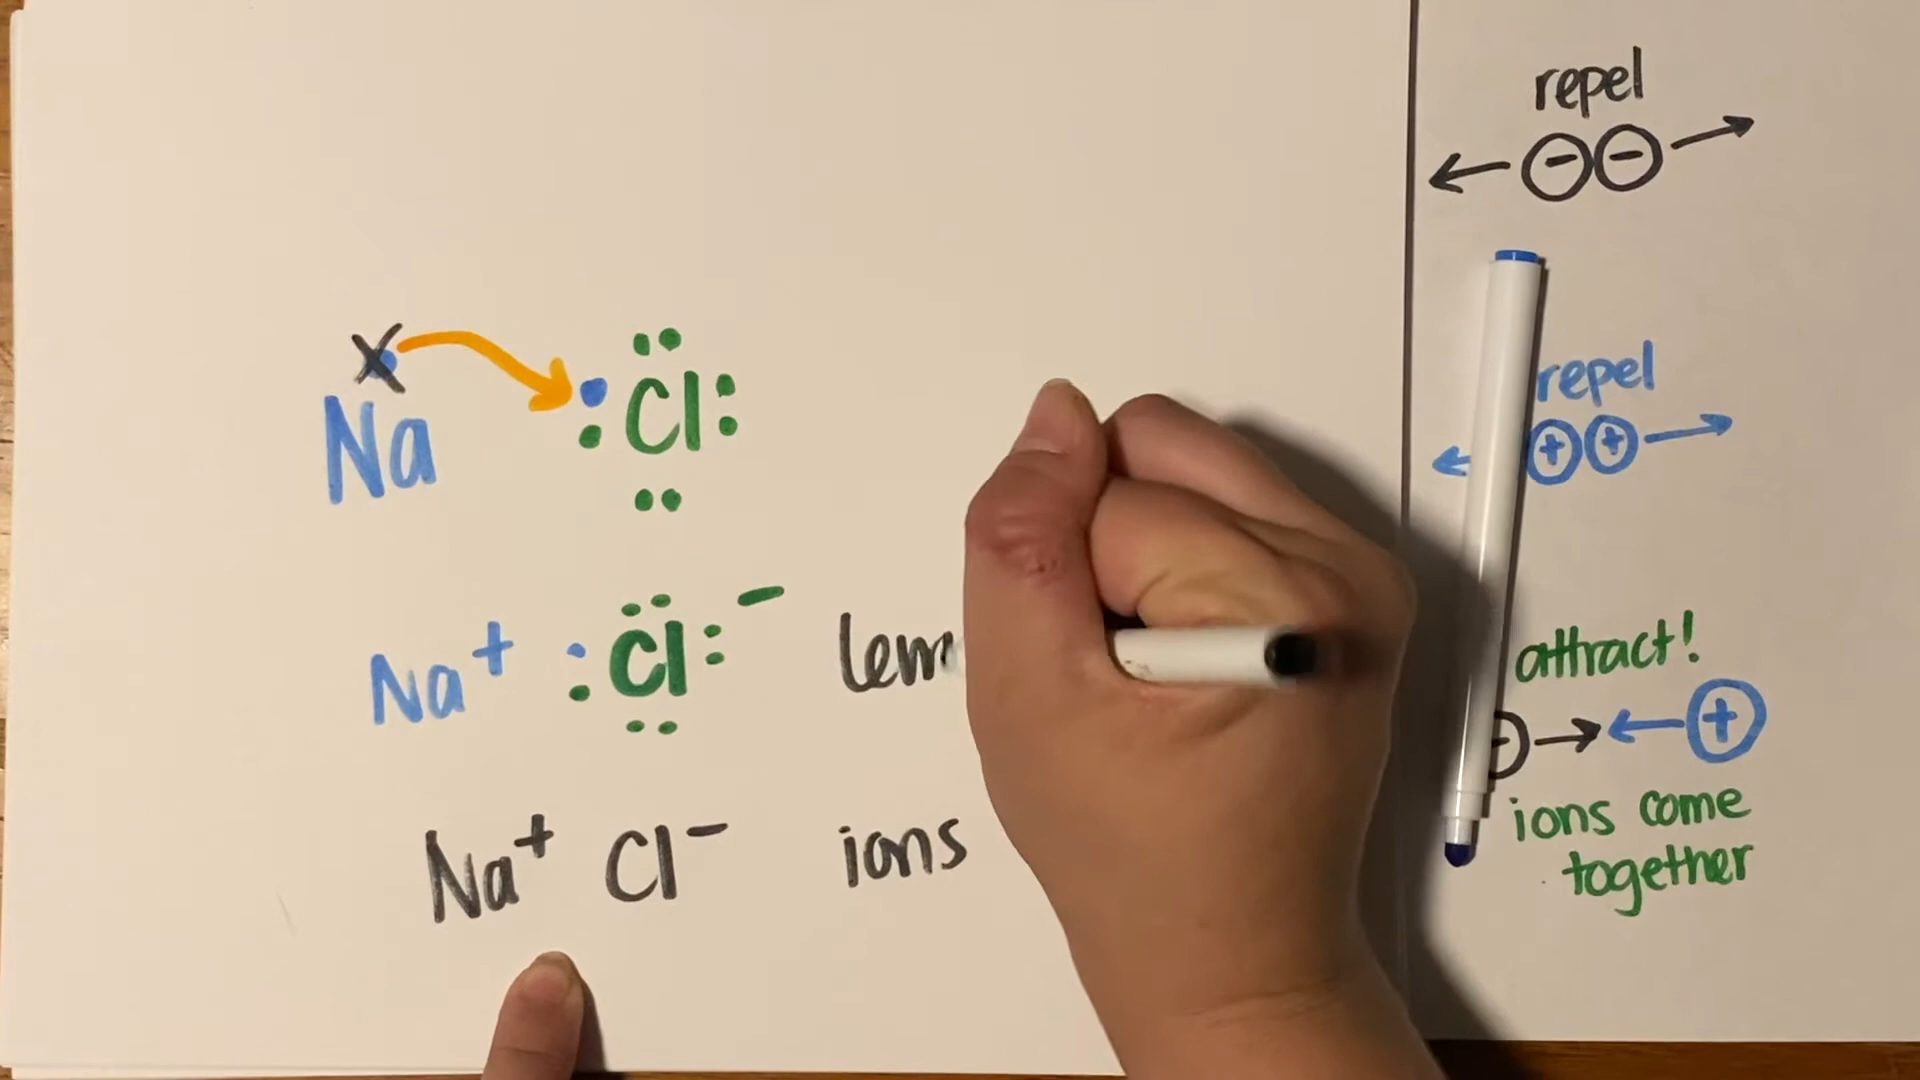 Na Cl
Na+ Cl−
Na+ Cl− ions
repel
− −
repel
+ +
attract!
− +
ions come
together